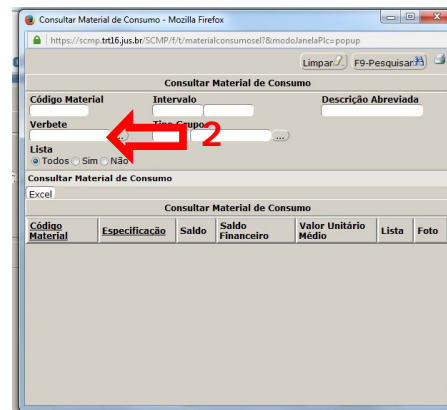 Consultar Material de Consumo - Mozilla Firefox
https://scmp.trt16.jus.br/SCMP/f/t/materialconsumosel?&modoJanelaPlc=popup
Limpar F9-Pesquisar
Consultar Material de Consumo
Código Material Intervalo Descrição Abreviada
Verbete Tipo Grupo
... ...
2
Lista
Todos Sim Não
Consultar Material de Consumo
Excel
Consultar Material de Consumo
Código Material Especificação Saldo Saldo Financeiro Valor Unitário Médio Lista Foto